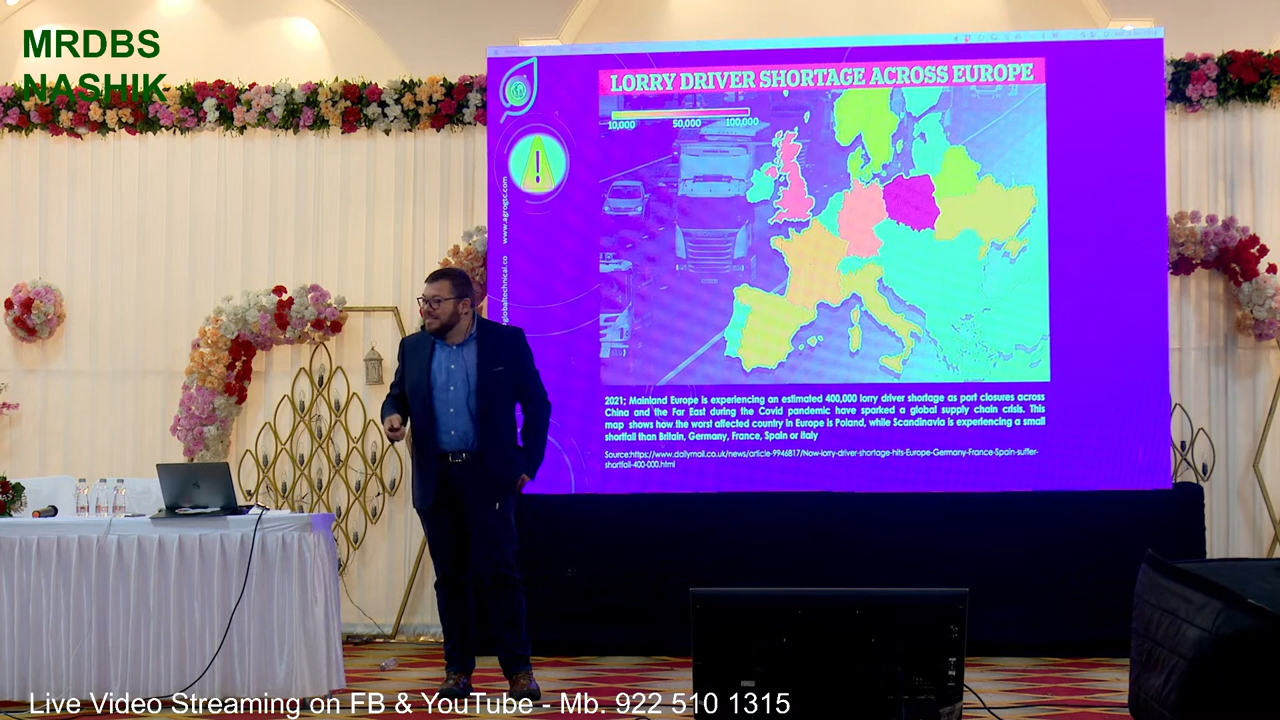 MRDBS
NASHIK
LORRY DRIVER SHORTAGE ACROSS EUROPE
10,000 50,000 100,000
www.agrogtc.com
globaltechnical.co
2021; Mainland Europe is experiencing an estimated 400,000 lorry driver shortage as port closures across
China and the Far East during the Covid pandemic have sparked a global supply chain crisis. This
map shows how the worst affected country in Europe is Poland, while Scandinavia is experiencing a small
shortfall than Britain, Germany, France, Spain or Italy
Source:https://www.dailymail.co.uk/news/article-9946817/Now-lorry-driver-shortage-hits-Europe-Germany-France-Spain-suffer-
shortfall-400-000.html
Live Video Streaming on FB & YouTube - Mb. 922 510 1315